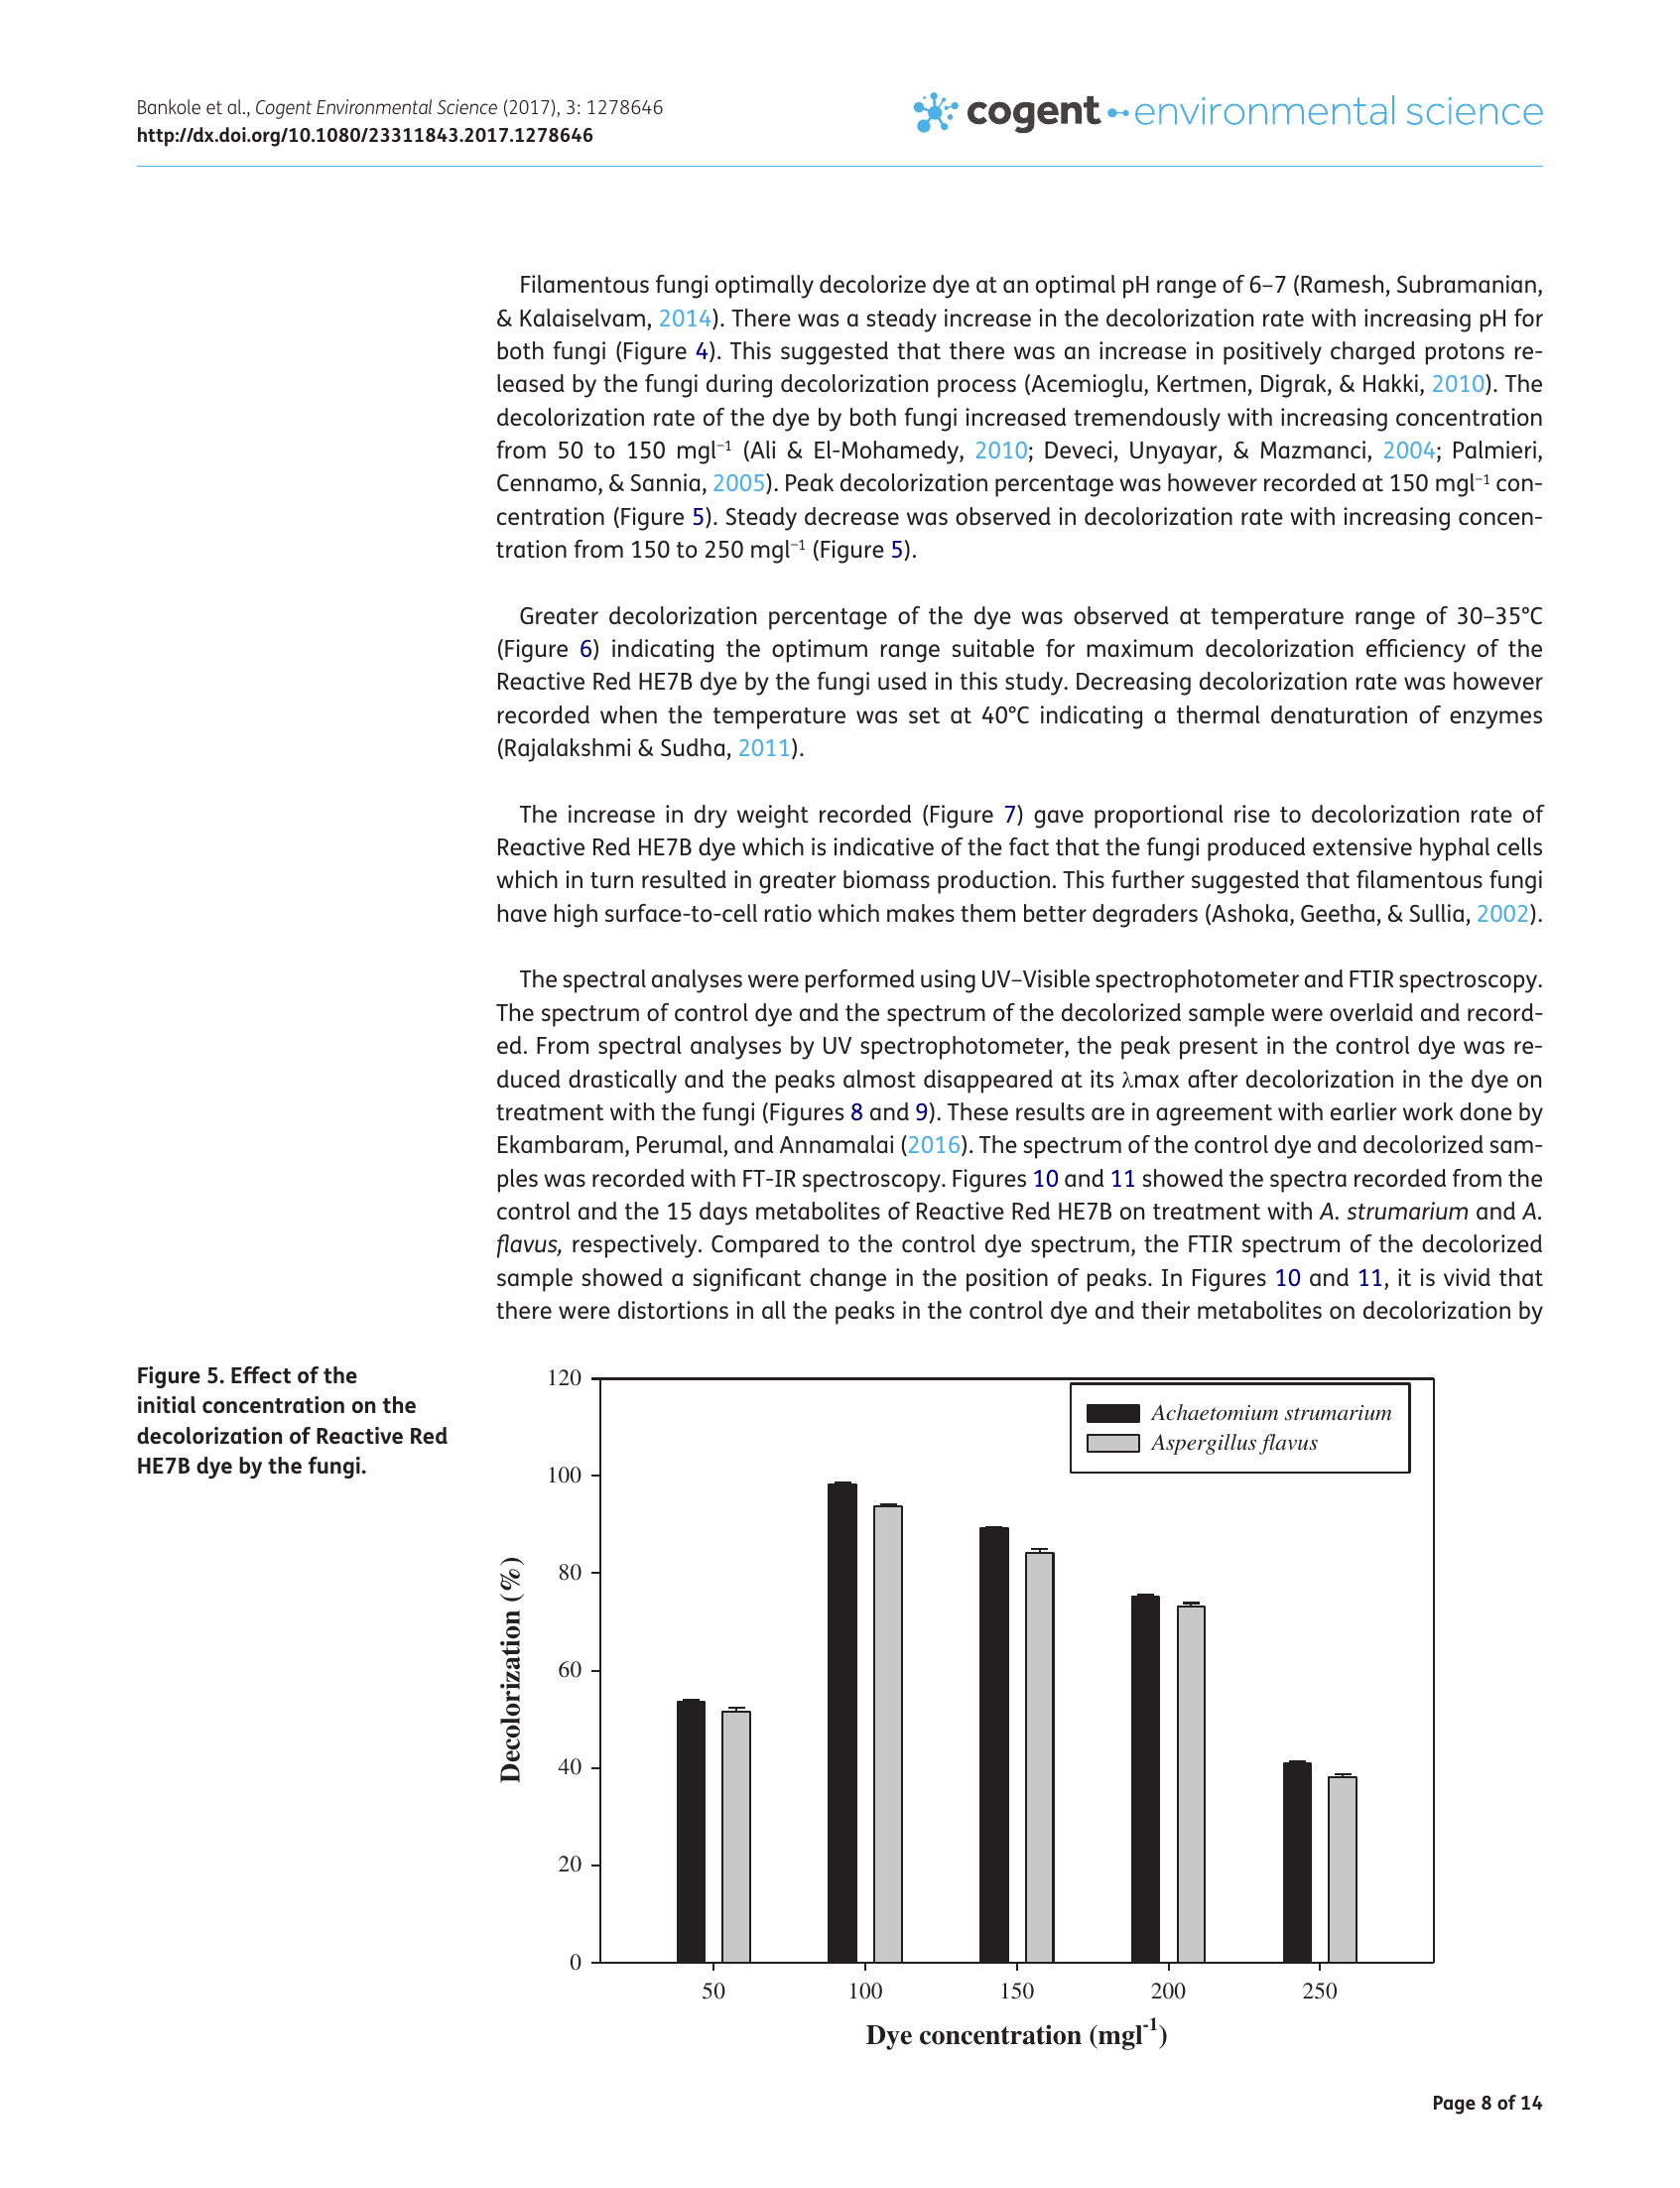 Bankole et al., Cogent Environmental Science (2017), 3: 1278646
http://dx.doi.org/10.1080/23311843.2017.1278646
cogent environmental science
Filamentous fungi optimally decolorize dye at an optimal pH range of 6–7 (Ramesh, Subramanian,
& Kalaiselvam, 2014). There was a steady increase in the decolorization rate with increasing pH for
both fungi (Figure 4). This suggested that there was an increase in positively charged protons re-
leased by the fungi during decolorization process (Acemioglu, Kertmen, Digrak, & Hakki, 2010). The
decolorization rate of the dye by both fungi increased tremendously with increasing concentration
from 50 to 150 mgl⁻¹ (Ali & El-Mohamedy, 2010; Deveci, Unyayar, & Mazmanci, 2004; Palmieri,
Cennamo, & Sannia, 2005). Peak decolorization percentage was however recorded at 150 mgl⁻¹ con-
centration (Figure 5). Steady decrease was observed in decolorization rate with increasing concen-
tration from 150 to 250 mgl⁻¹ (Figure 5).
Greater decolorization percentage of the dye was observed at temperature range of 30–35°C
(Figure 6) indicating the optimum range suitable for maximum decolorization efficiency of the
Reactive Red HE7B dye by the fungi used in this study. Decreasing decolorization rate was however
recorded when the temperature was set at 40°C indicating a thermal denaturation of enzymes
(Rajalakshmi & Sudha, 2011).
The increase in dry weight recorded (Figure 7) gave proportional rise to decolorization rate of
Reactive Red HE7B dye which is indicative of the fact that the fungi produced extensive hyphal cells
which in turn resulted in greater biomass production. This further suggested that filamentous fungi
have high surface-to-cell ratio which makes them better degraders (Ashoka, Geetha, & Sullia, 2002).
The spectral analyses were performed using UV–Visible spectrophotometer and FTIR spectroscopy.
The spectrum of control dye and the spectrum of the decolorized sample were overlaid and record-
ed. From spectral analyses by UV spectrophotometer, the peak present in the control dye was re-
duced drastically and the peaks almost disappeared at its λmax after decolorization in the dye on
treatment with the fungi (Figures 8 and 9). These results are in agreement with earlier work done by
Ekambaram, Perumal, and Annamalai (2016). The spectrum of the control dye and decolorized sam-
ples was recorded with FT-IR spectroscopy. Figures 10 and 11 showed the spectra recorded from the
control and the 15 days metabolites of Reactive Red HE7B on treatment with A. strumarium and A.
flavus, respectively. Compared to the control dye spectrum, the FTIR spectrum of the decolorized
sample showed a significant change in the position of peaks. In Figures 10 and 11, it is vivid that
there were distortions in all the peaks in the control dye and their metabolites on decolorization by
Figure 5. Effect of the
initial concentration on the
decolorization of Reactive Red
HE7B dye by the fungi.
Achaetomium strumarium
Aspergillus flavus
Decolorization (%)
120
100
80
60
40
20
0
50 100 150 200 250
Dye concentration (mgl⁻¹)
Page 8 of 14